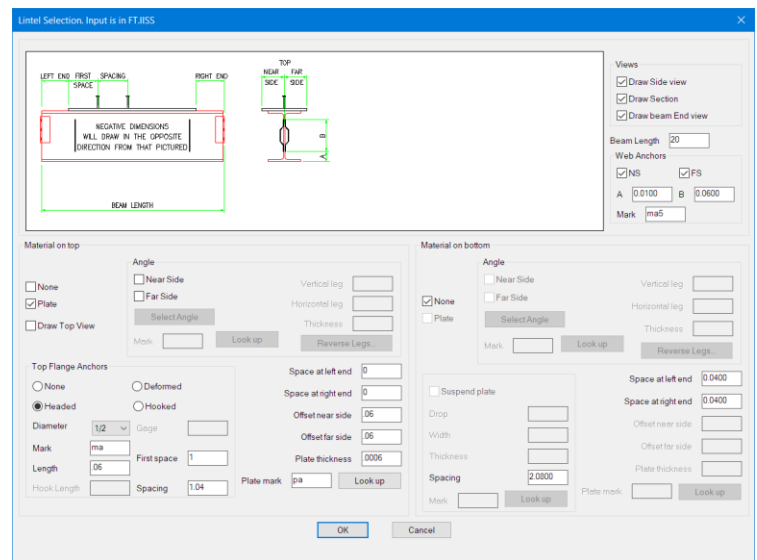 Lintel Selection. Input is in FT.IISS
LEFT END FIRST SPACING RIGHT END
SPACE
NEGATIVE DIMENSIONS
WILL DRAW IN THE OPPOSITE
DIRECTION FROM THAT PICTURED
BEAM LENGTH
TOP
NEAR FAR
SIDE SIDE
B
A
Views
Draw Side view
Draw Section
Draw beam End view
Beam Length 20
Web Anchors
NS FS
A 0.0100 B 0.0600
Mark ma5
Material on top
Angle
None
Plate
Draw Top View
Near Side
Far Side
Select Angle
Mark Look up
Vertical leg
Horizontal leg
Thickness
Reverse Legs..
Top Flange Anchors
None Deformed
Headed Hooked
Diameter 1/2 Gage
Mark ma
First space 1
Length .06
Hook Length Spacing 1.04
Space at left end 0
Space at right end 0
Offset near side .06
Offset far side .06
Plate thickness .0006
Plate mark pa Look up
Material on bottom
Angle
None
Plate
Near Side
Far Side
Select Angle
Mark Look up
Vertical leg
Horizontal leg
Thickness
Reverse Legs..
Suspend plate
Drop
Width
Thickness
Spacing 2.0800
Mark Look up
Space at left end 0.0400
Space at right end 0.0400
Offset near side
Offset far side
Plate thickness
Plate mark Look up
OK Cancel